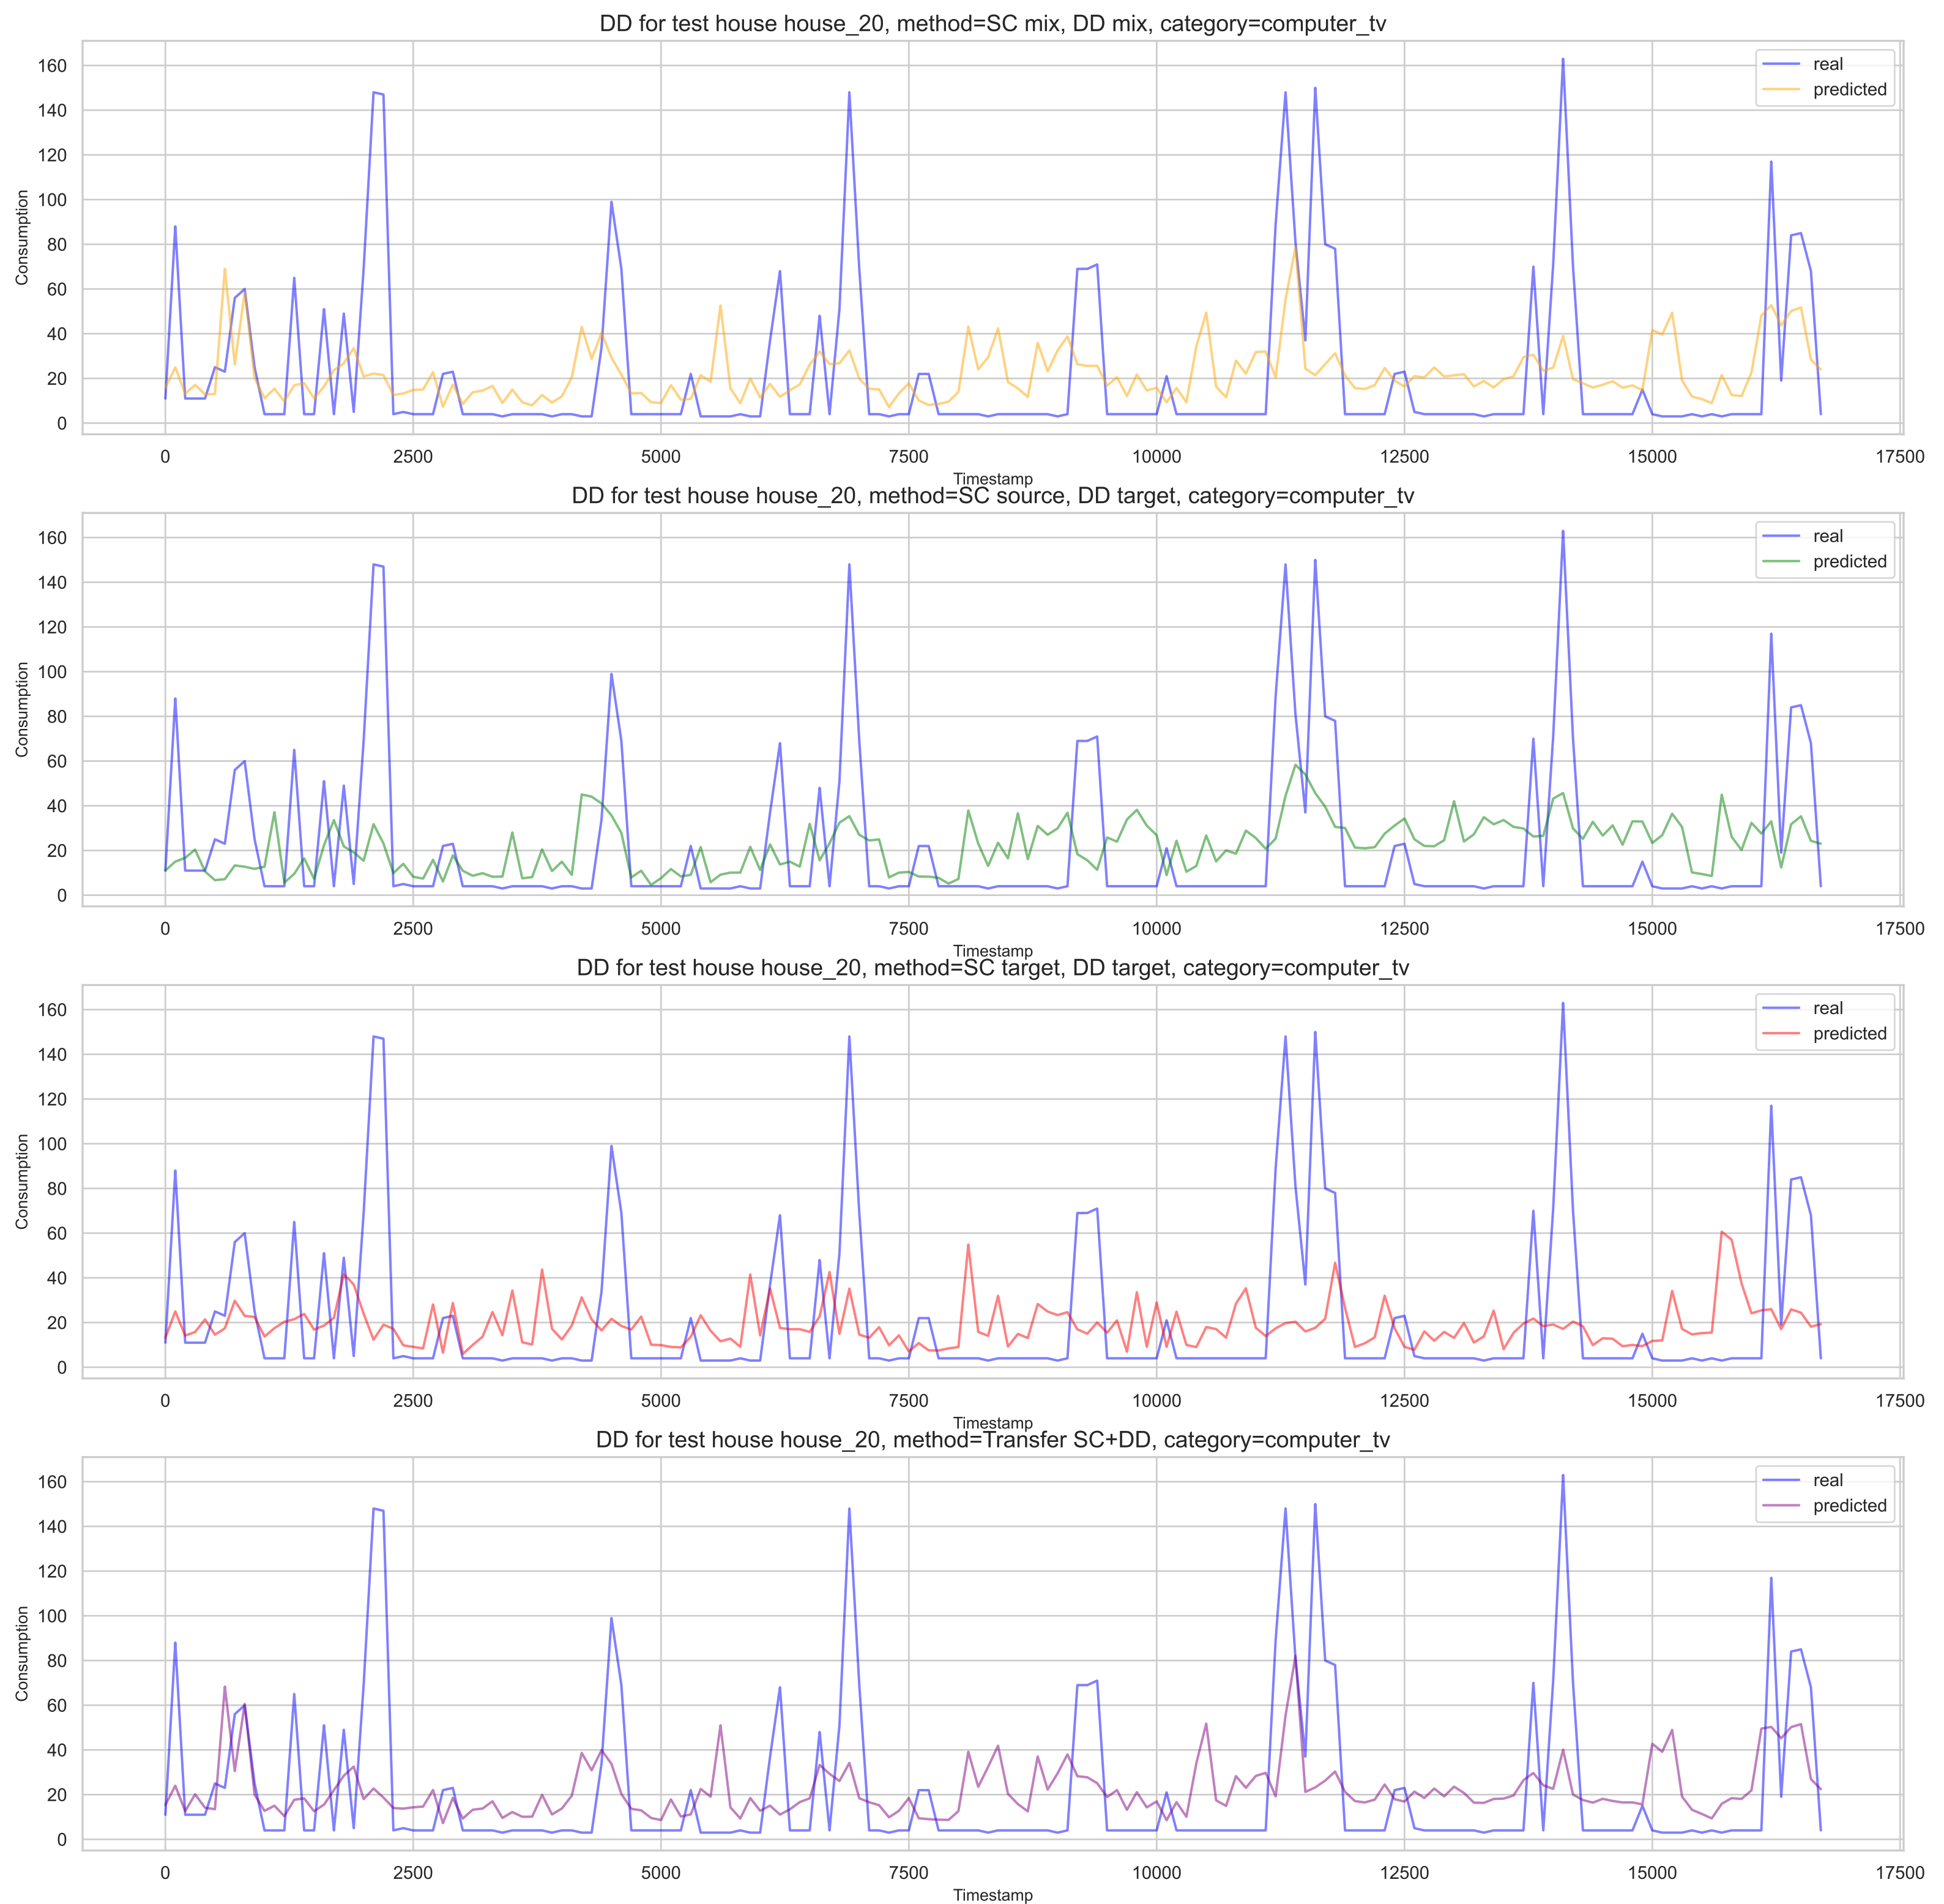 DD for test house house_20, method=SC mix, DD mix, category=computer_tv
160
140
120
100
80
60
40
20
0
Consumption
real
predicted
0 2500 5000 7500 10000 12500 15000 17500
Timestamp
DD for test house house_20, method=SC source, DD target, category=computer_tv
160
140
120
100
80
60
40
20
0
Consumption
real
predicted
0 2500 5000 7500 10000 12500 15000 17500
Timestamp
DD for test house house_20, method=SC target, DD target, category=computer_tv
160
140
120
100
80
60
40
20
0
Consumption
real
predicted
0 2500 5000 7500 10000 12500 15000 17500
Timestamp
DD for test house house_20, method=Transfer SC+DD, category=computer_tv
160
140
120
100
80
60
40
20
0
Consumption
real
predicted
0 2500 5000 7500 10000 12500 15000 17500
Timestamp